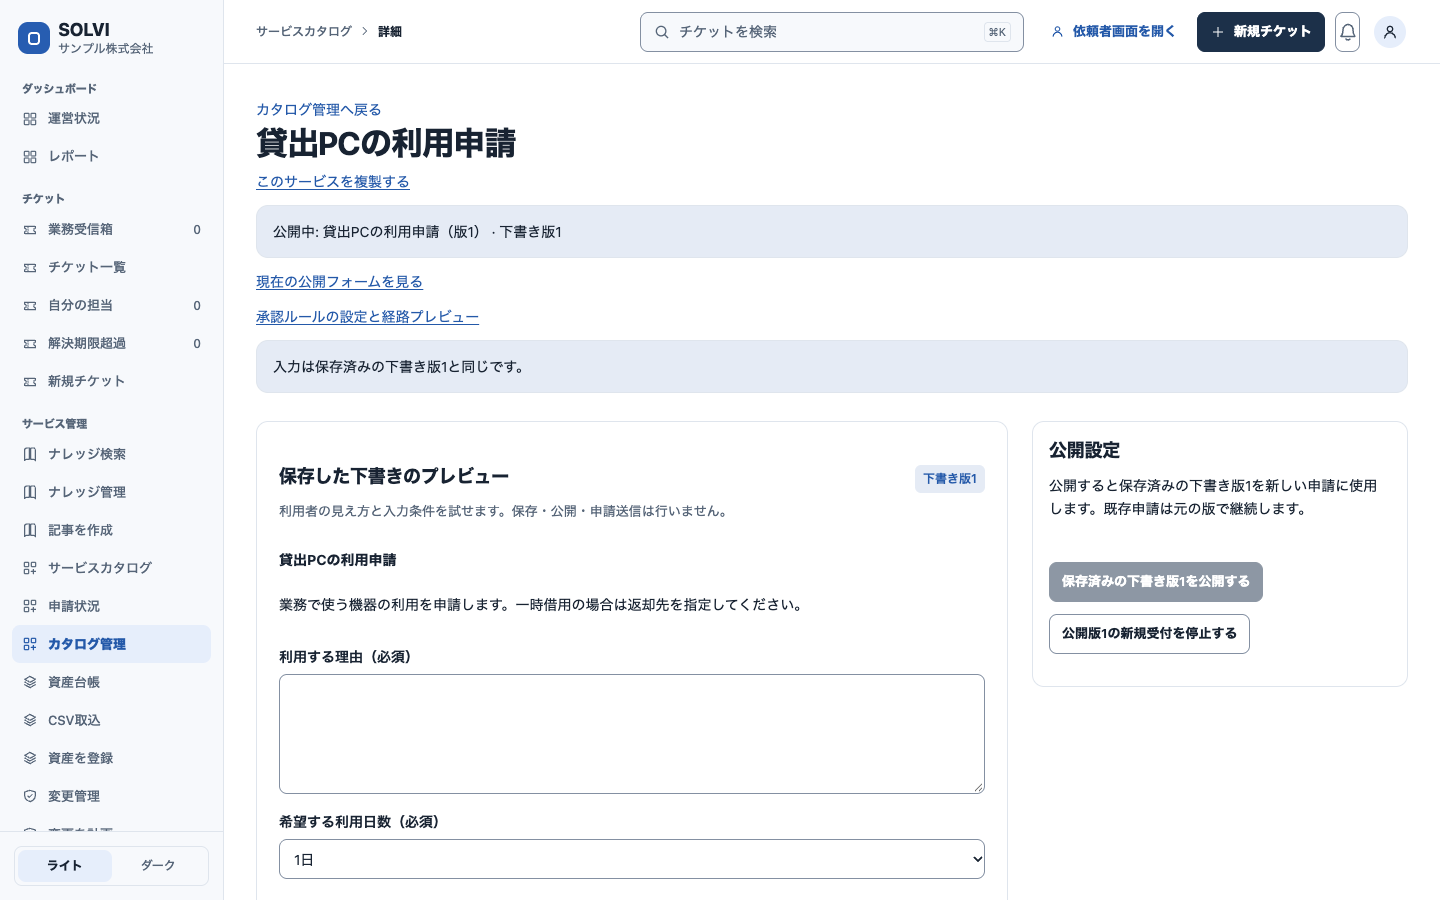 SOLVI
サンプル株式会社
ダッシュボード
運営状況
レポート
チケット
業務受信箱 0
チケット一覧
自分の担当 0
解決期限超過 0
新規チケット
サービス管理
ナレッジ検索
ナレッジ管理
記事を作成
サービスカタログ
申請状況
カタログ管理
資産台帳
CSV取込
資産を登録
変更管理
ライト ダーク
サービスカタログ 詳細
チケットを検索 ⌘K
依頼者画面を開く
新規チケット
カタログ管理へ戻る
貸出PCの利用申請
このサービスを複製する
公開中: 貸出PCの利用申請（版1） · 下書き版1
現在の公開フォームを見る
承認ルールの設定と経路プレビュー
入力は保存済みの下書き版1と同じです。
保存した下書きのプレビュー
下書き版1
利用者の見え方と入力条件を試せます。保存・公開・申請送信は行いません。
貸出PCの利用申請
業務で使う機器の利用を申請します。一時借用の場合は返却先を指定してください。
利用する理由（必須）
希望する利用日数（必須）
1日
公開設定
公開すると保存済みの下書き版1を新しい申請に使用
します。既存申請は元の版で継続します。
保存済みの下書き版1を公開する
公開版1の新規受付を停止する